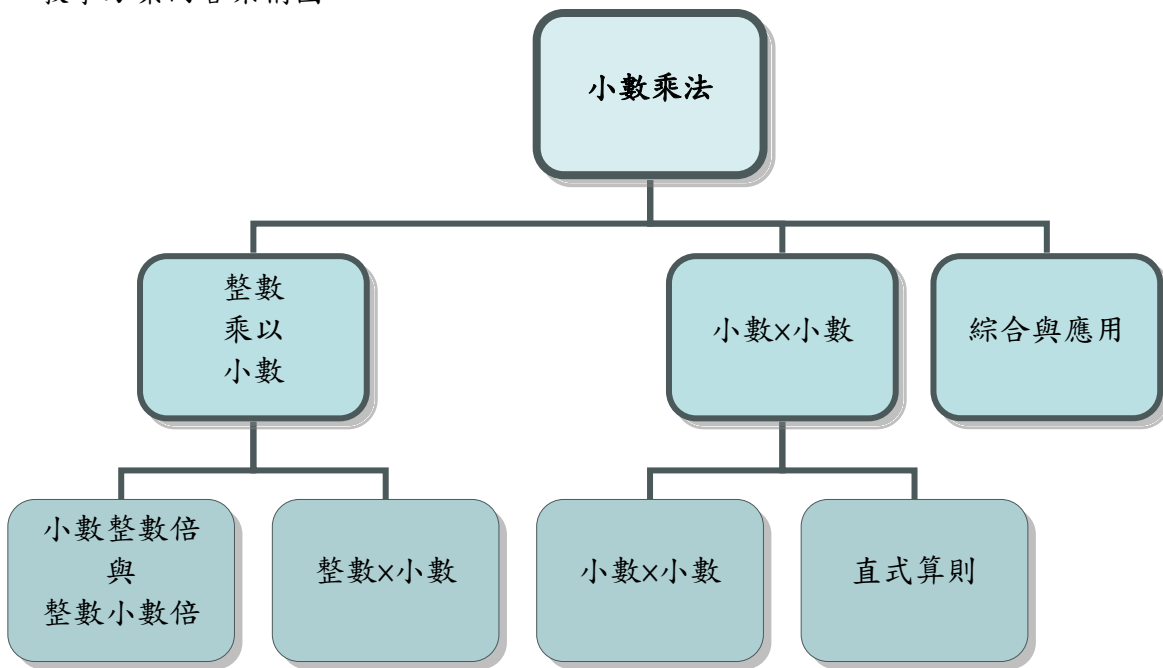 小數乘法
整數
乘以
小數
小數×小數
綜合與應用
小數整數倍
與
整數小數倍
整數×小數
小數×小數
直式算則